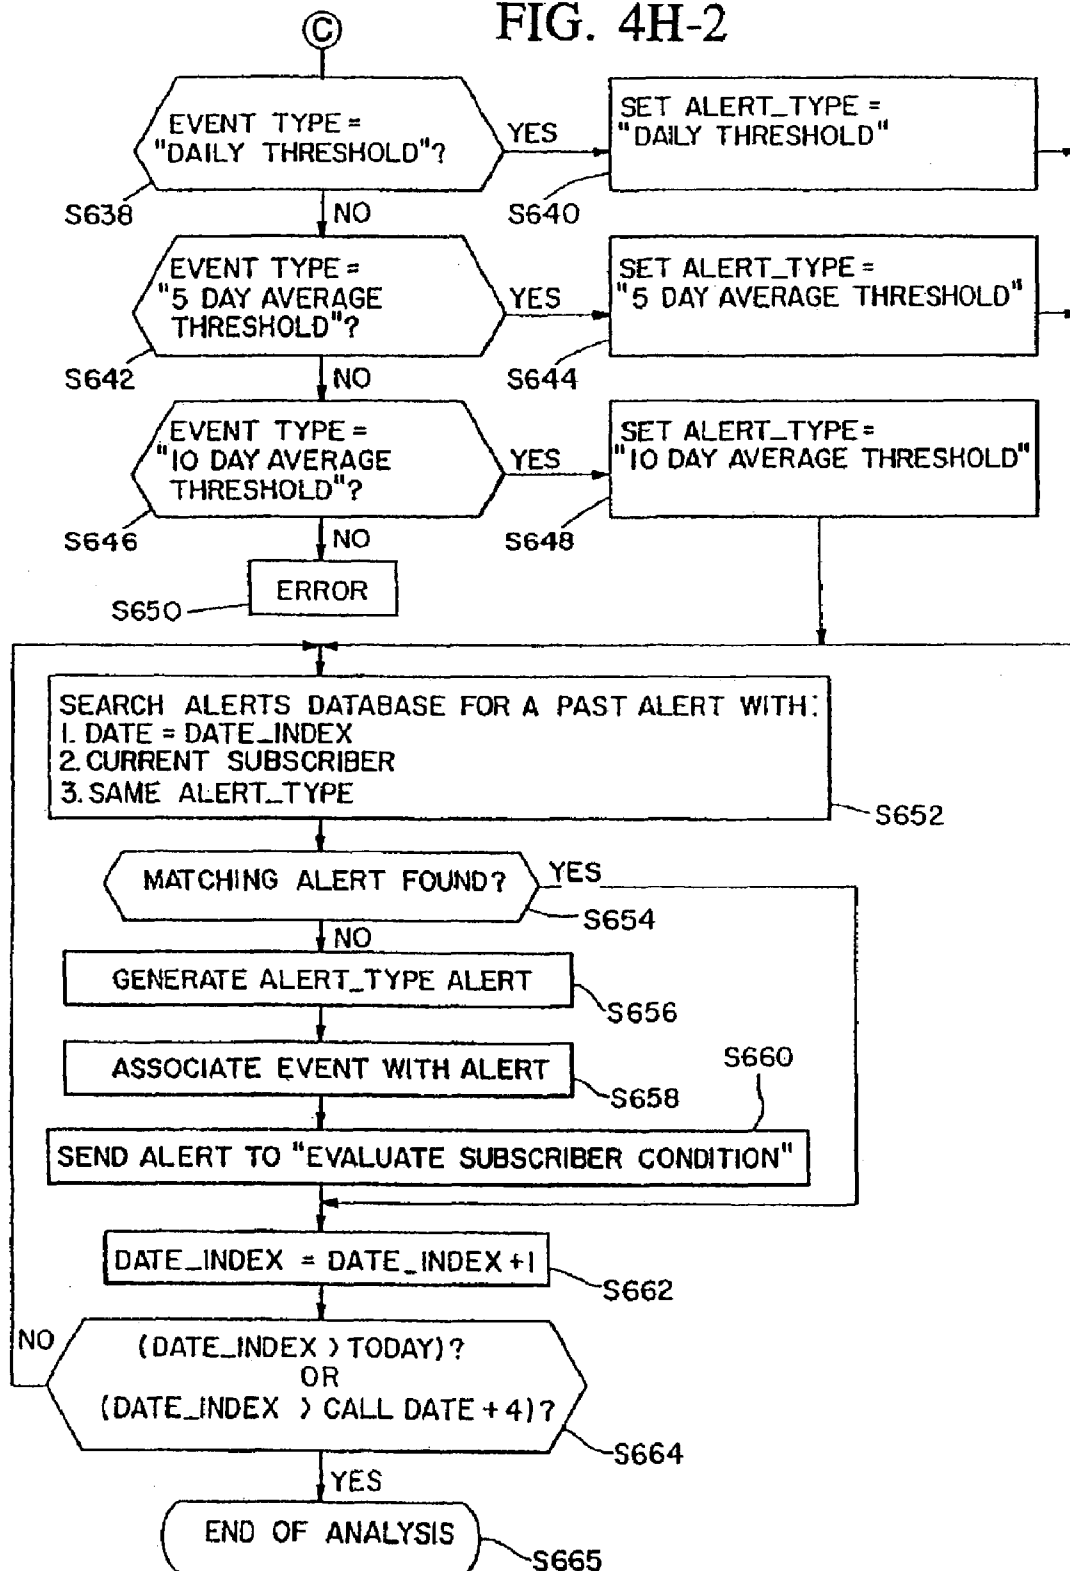 FIG. 4H-2
C
EVENT TYPE =
"DAILY THRESHOLD"?
YES
SET ALERT_TYPE =
"DAILY THRESHOLD"
S638
NO
S640
EVENT TYPE =
"5 DAY AVERAGE
THRESHOLD"?
YES
SET ALERT_TYPE =
"5 DAY AVERAGE THRESHOLD"
S642
NO
S644
EVENT TYPE =
"10 DAY AVERAGE
THRESHOLD"?
YES
SET ALERT_TYPE =
"10 DAY AVERAGE THRESHOLD"
S646
NO
S648
ERROR
S650
SEARCH ALERTS DATABASE FOR A PAST ALERT WITH:
1. DATE = DATE_INDEX
2. CURRENT SUBSCRIBER
3. SAME ALERT_TYPE
S652
MATCHING ALERT FOUND?
YES
S654
NO
GENERATE ALERT_TYPE ALERT
S656
ASSOCIATE EVENT WITH ALERT
S658
S660
SEND ALERT TO "EVALUATE SUBSCRIBER CONDITION"
DATE_INDEX = DATE_INDEX +1
S662
NO
(DATE_INDEX > TODAY)?
OR
(DATE_INDEX > CALL DATE + 4)?
S664
YES
END OF ANALYSIS
S665